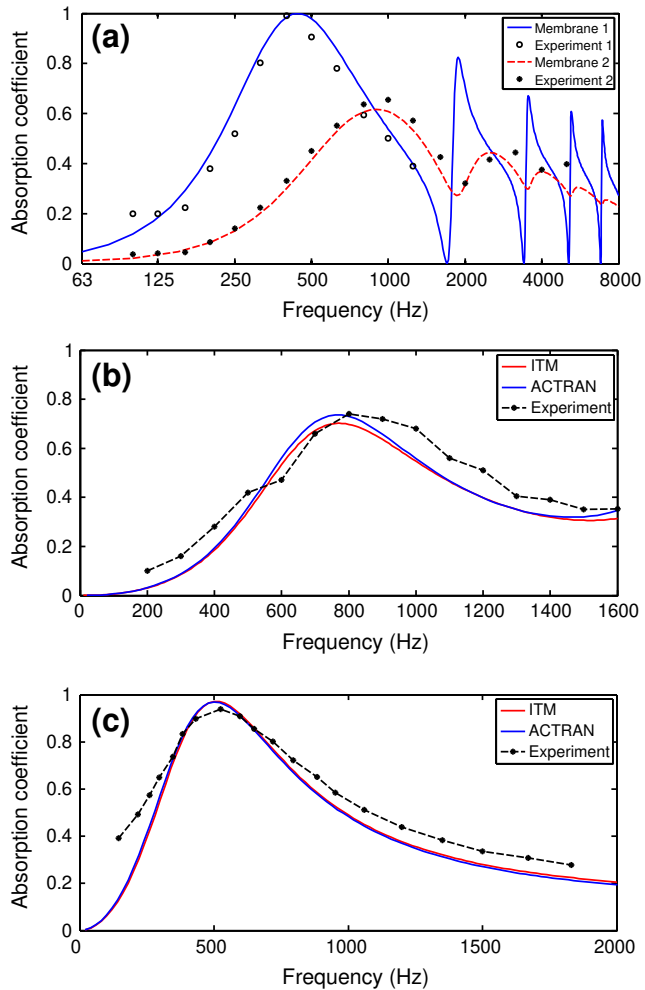 (a)
Membrane 1
Experiment 1
Membrane 2
Experiment 2
Absorption coefficient
1
0.8
0.6
0.4
0.2
0
63 125 250 500 1000 2000 4000 8000
Frequency (Hz)
(b)
ITM
ACTRAN
Experiment
Absorption coefficient
1
0.8
0.6
0.4
0.2
0
0 200 400 600 800 1000 1200 1400 1600
Frequency (Hz)
(c)
ITM
ACTRAN
Experiment
Absorption coefficient
1
0.8
0.6
0.4
0.2
0
0 500 1000 1500 2000
Frequency (Hz)